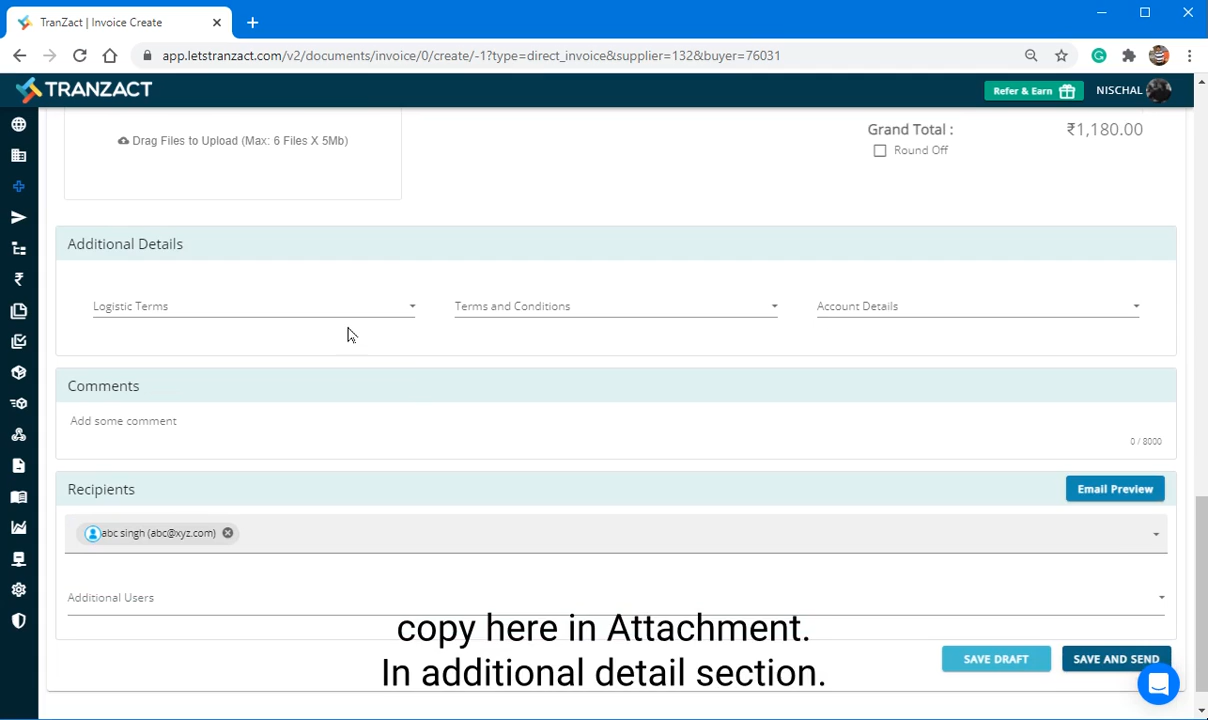 TranZact | Invoice Create
app.letstranzact.com/v2/documents/invoice/0/create/-1?type=direct_invoice&supplier=132&buyer=76031
TRANZACT
Refer & Earn
NISCHAL
Drag Files to Upload (Max: 6 Files X 5Mb)
Grand Total :
₹1,180.00
Round Off
Additional Details
Logistic Terms
Terms and Conditions
Account Details
Comments
Add some comment
0 / 8000
Recipients
Email Preview
abc singh (abc@xyz.com)
Additional Users
copy here in Attachment.
In additional detail section.
SAVE DRAFT
SAVE AND SEND